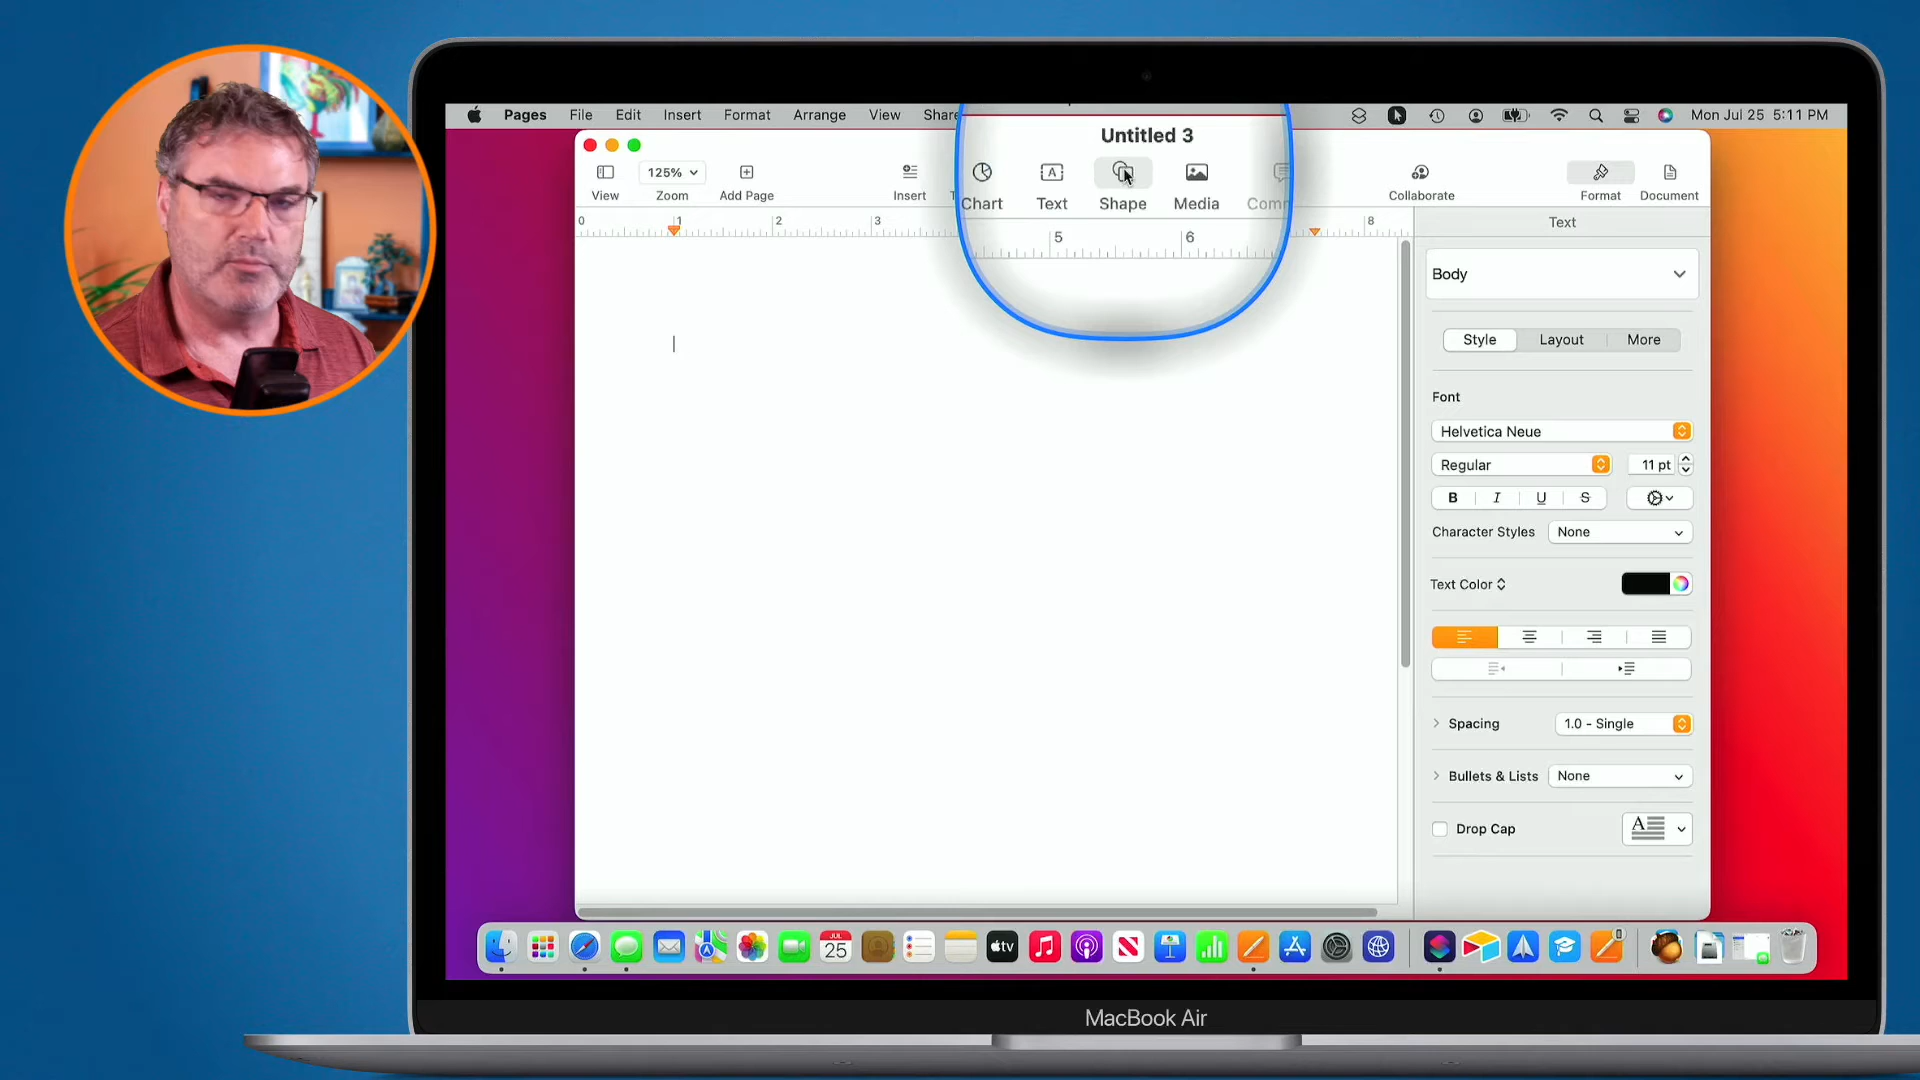 Pages File Edit Insert Format Arrange View Share
Mon Jul 25 5:11 PM
Untitled 3
125%
View Zoom Add Page Insert
Chart Text Shape Media
Collaborate Format Document
0 1 2 3 5 6 8
Text
Body
Style Layout More
Font
Helvetica Neue
Regular 11 pt
B I U S
Character Styles None
Text Color
Spacing 1.0 - Single
Bullets & Lists None
Drop Cap A
JUL
25
tv
MacBook Air